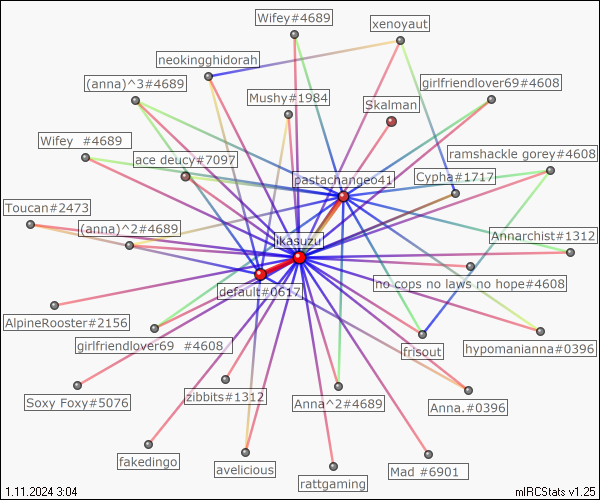 Wifey#4689
xenoyaut
neokingghidorah
(anna)^3#4689
girlfriendlover69#4608
Mushy#1984
Skalman
Wifey  #4689
ace deucy#7097
ramshackle gorey#4608
pastachangeo41
Cypha#1717
Toucan#2473
(anna)^2#4689
jikasuzu
Annarchist#1312
no cops no laws no hope#4608
default#0617
AlpineRooster#2156
girlfriendlover69  #4608
frisout
hypomanianna#0396
Soxy Foxy#5076
zibbits#1312
Anna^2#4689
Anna.#0396
fakedingo
avelicious
rattgaming
Mad #6901
1.11.2024 3:04
mIRCStats v1.25